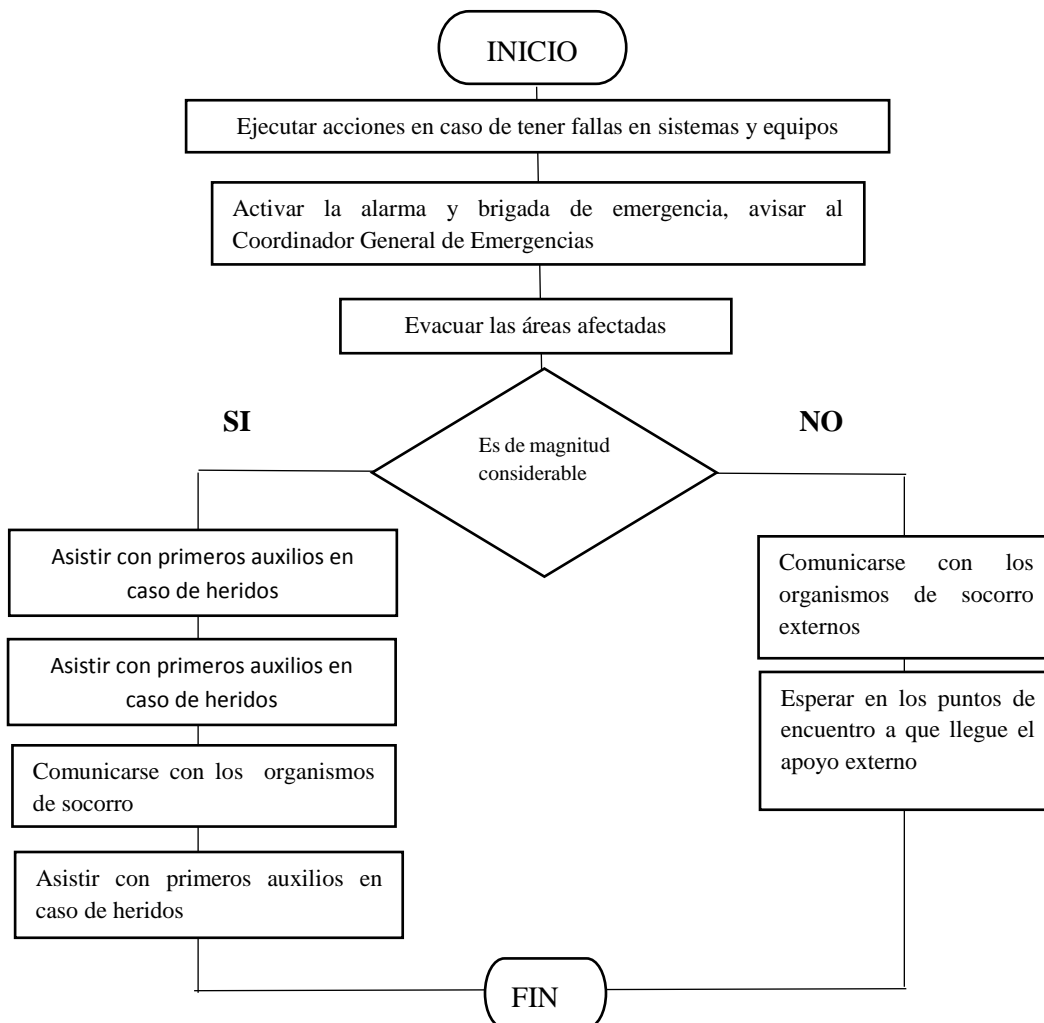 INICIO
Ejecutar acciones en caso de tener fallas en sistemas y equipos
Activar la alarma y brigada de emergencia, avisar al
Coordinador General de Emergencias
Evacuar las áreas afectadas
SI
NO
Es de magnitud
considerable
Asistir con primeros auxilios en
caso de heridos
Asistir con primeros auxilios en
caso de heridos
Comunicarse con los organismos
de socorro
Asistir con primeros auxilios en
caso de heridos
Comunicarse con los
organismos de socorro
externos
Esperar en los puntos de
encuentro a que llegue el
apoyo externo
FIN